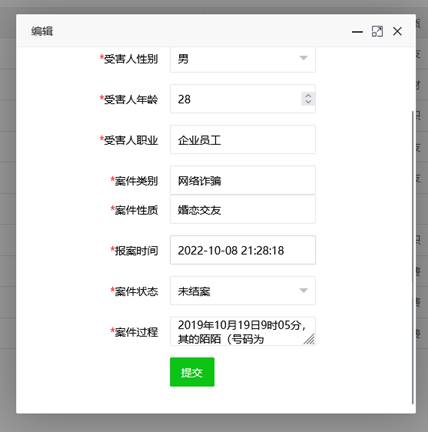 编辑
*受害人性别 男
*受害人年龄 28
*受害人职业 企业员工
*案件类别 网络诈骗
*案件性质 婚恋交友
*报案时间 2022-10-08 21:28:18
*案件状态 未结案
*案件过程 2019年10月19日9时05分，
其的陌陌（号码为
提交